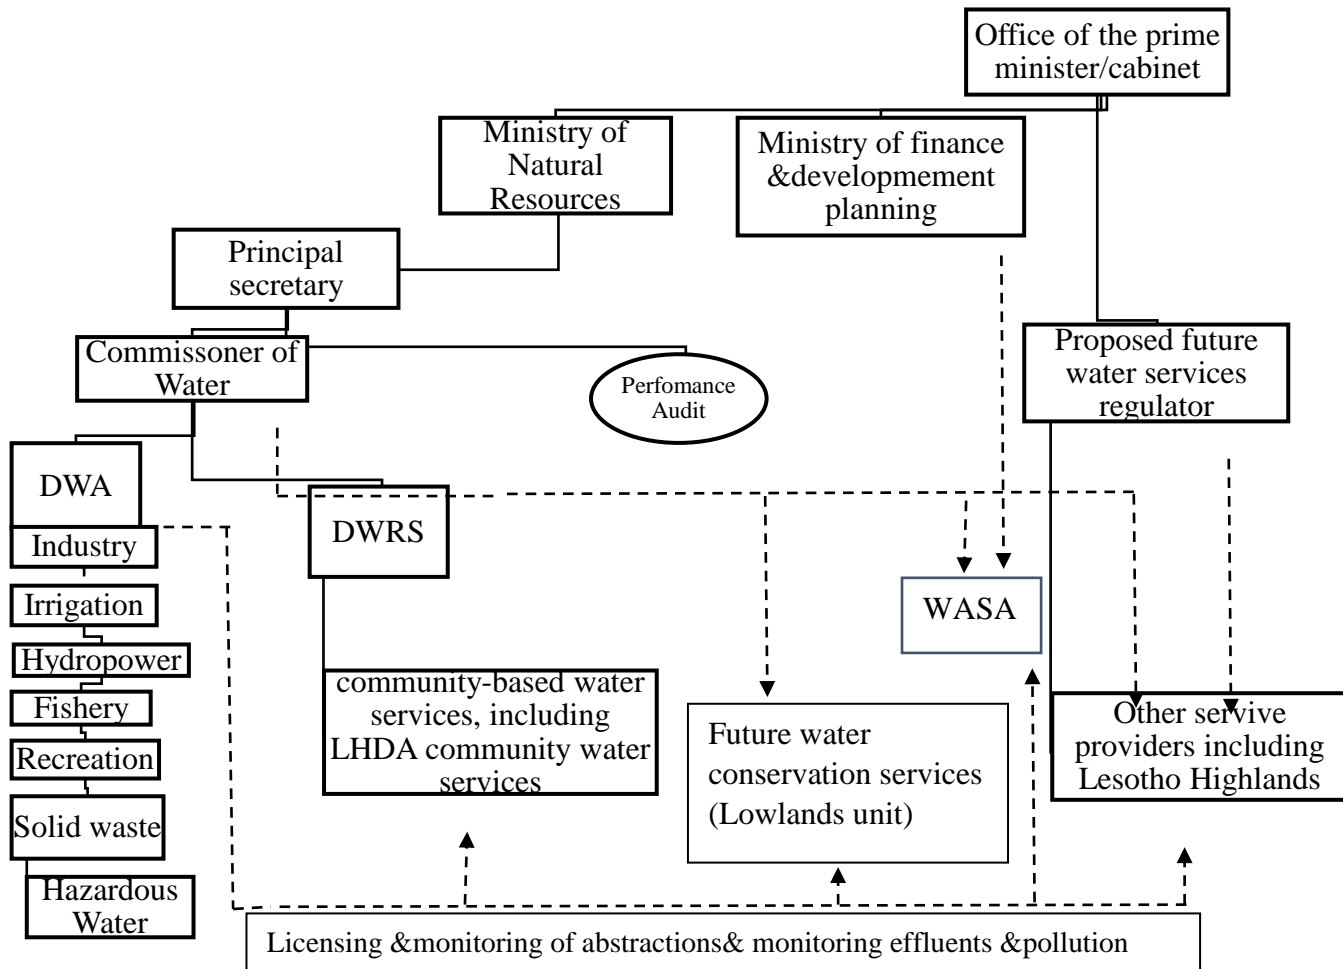 Office of the prime
minister/cabinet
Ministry of
Natural
Resources
Ministry of finance
&developmement
planning
Principal
secretary
Commissoner of
Water
Perfomance
Audit
Proposed future
water services
regulator
DWA
DWRS
Industry
Irrigation
Hydropower
Fishery
Recreation
Solid waste
Hazardous
Water
WASA
community-based water
services, including
LHDA community water
services
Future water
conservation services
(Lowlands unit)
Other servive
providers including
Lesotho Highlands
Licensing &monitoring of abstractions& monitoring effluents &pollution